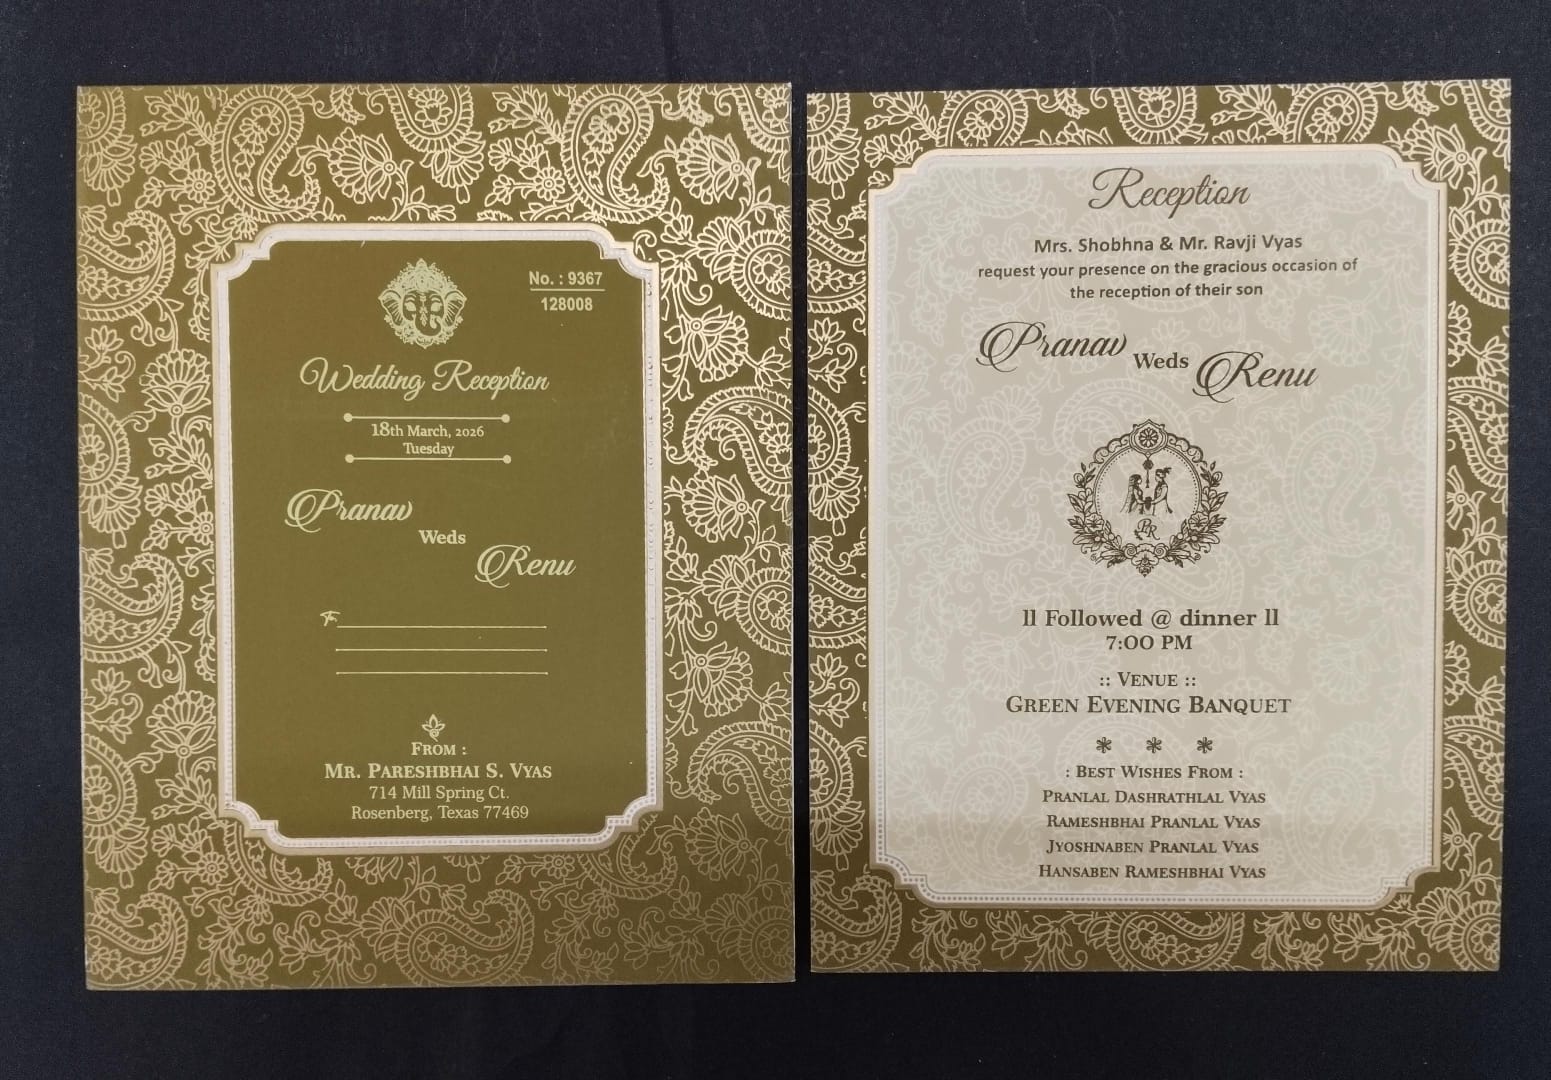 No. : 9367
128008
Wedding Reception
18th March, 2026
Tuesday
Pranav
Weds
Renu
From :
Mr. Pareshbhai S. Vyas
714 Mill Spring Ct.
Rosenberg, Texas 77469
Reception
Mrs. Shobhna & Mr. Ravji Vyas
request your presence on the gracious occasion of
the reception of their son
Pranav
Weds
Renu
PR
ll Followed @ dinner ll
7:00 PM
:: Venue ::
Green Evening Banquet
: Best Wishes From :
Pranlal Dashrathlal Vyas
Rameshbhai Pranlal Vyas
Jyoshnaben Pranlal Vyas
Hansaben Rameshbhai Vyas